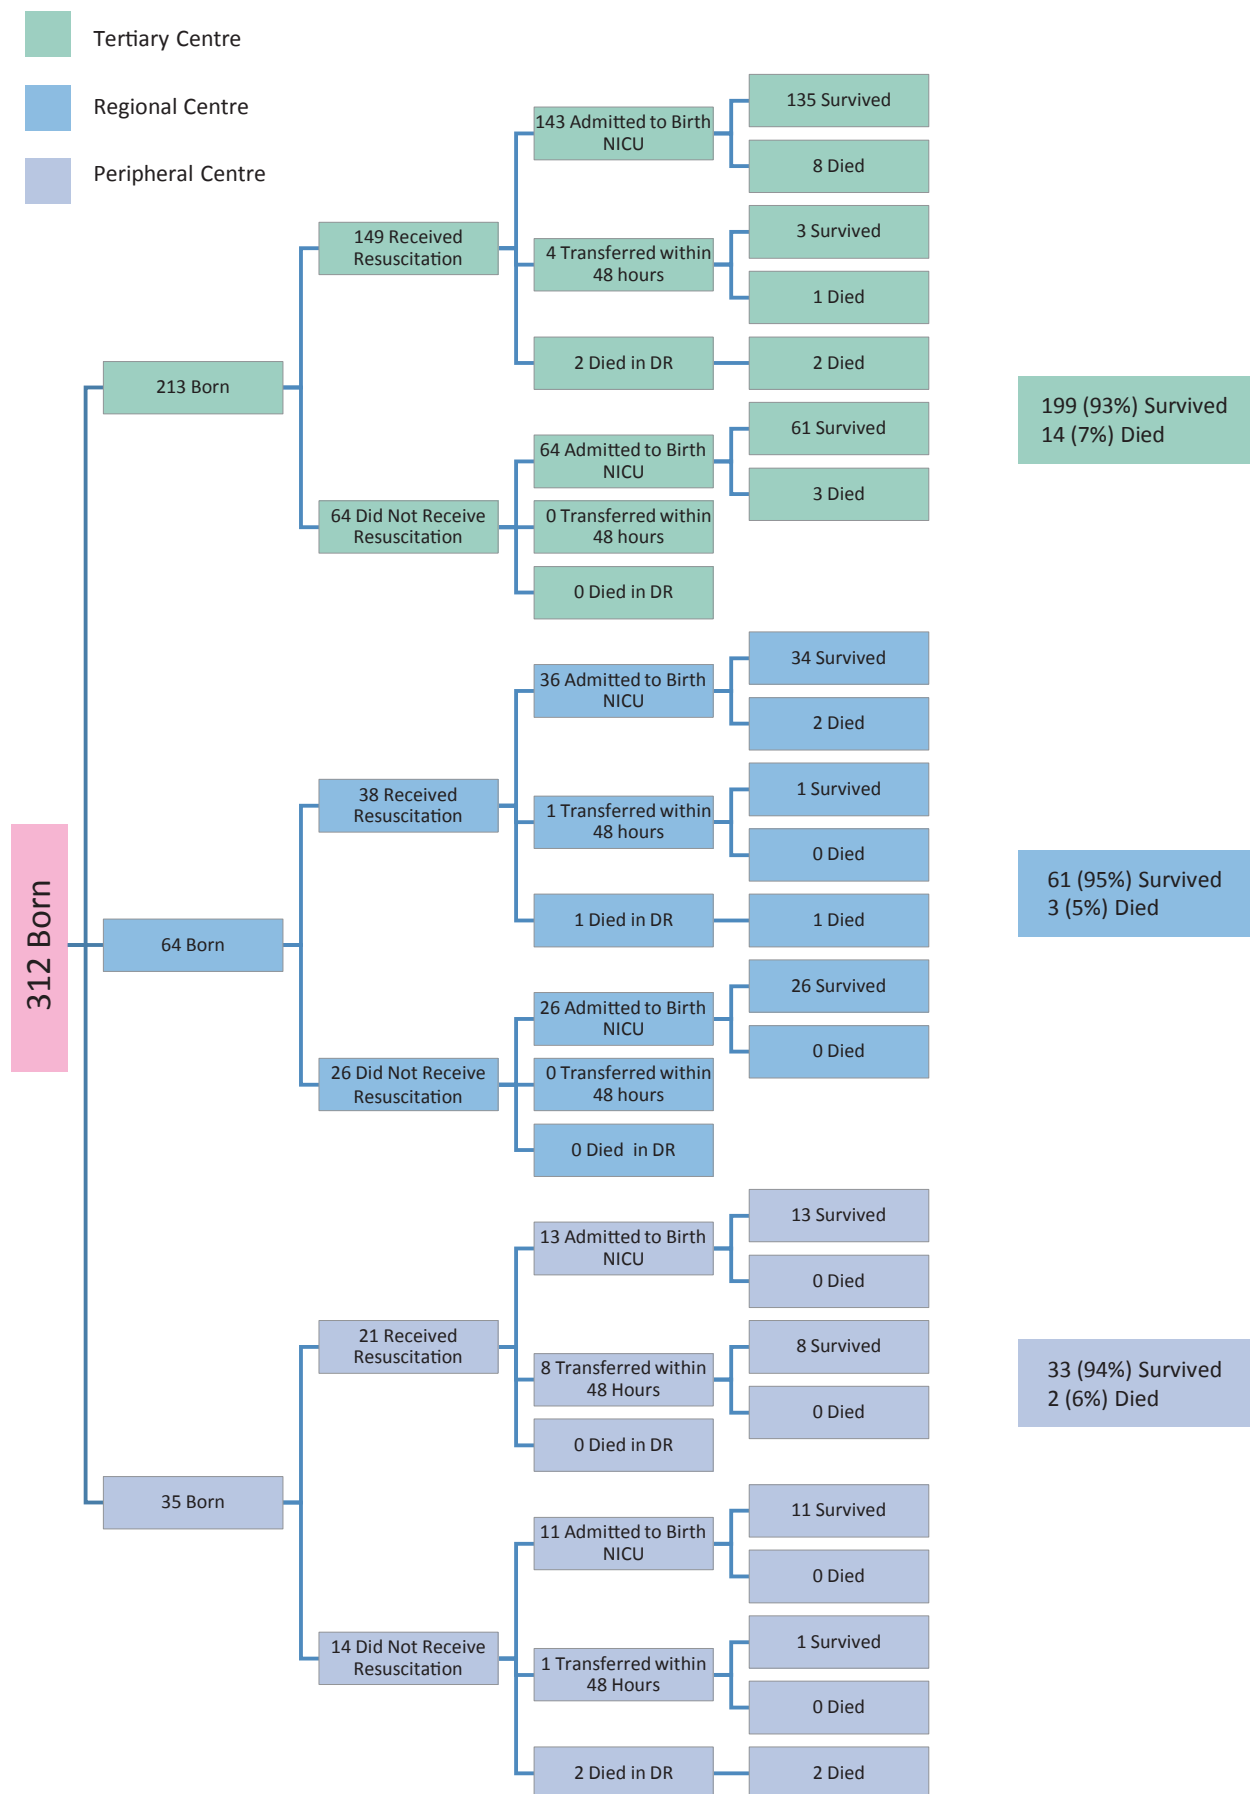 Tertiary Centre
Regional Centre
Peripheral Centre
312 Born
213 Born
149 Received
Resuscitation
143 Admitted to Birth
NICU
135 Survived
8 Died
4 Transferred within
48 hours
3 Survived
1 Died
2 Died in DR
2 Died
64 Did Not Receive
Resuscitation
64 Admitted to Birth
NICU
61 Survived
3 Died
0 Transferred within
48 hours
0 Died in DR
199 (93%) Survived
14 (7%) Died
64 Born
38 Received
Resuscitation
36 Admitted to Birth
NICU
34 Survived
2 Died
1 Transferred within
48 hours
1 Survived
0 Died
1 Died in DR
1 Died
26 Did Not Receive
Resuscitation
26 Admitted to Birth
NICU
26 Survived
0 Died
0 Transferred within
48 hours
0 Died in DR
61 (95%) Survived
3 (5%) Died
35 Born
21 Received
Resuscitation
13 Admitted to Birth
NICU
13 Survived
0 Died
8 Transferred within
48 Hours
8 Survived
0 Died
0 Died in DR
14 Did Not Receive
Resuscitation
11 Admitted to Birth
NICU
11 Survived
0 Died
1 Transferred within
48 Hours
1 Survived
0 Died
2 Died in DR
2 Died
33 (94%) Survived
2 (6%) Died